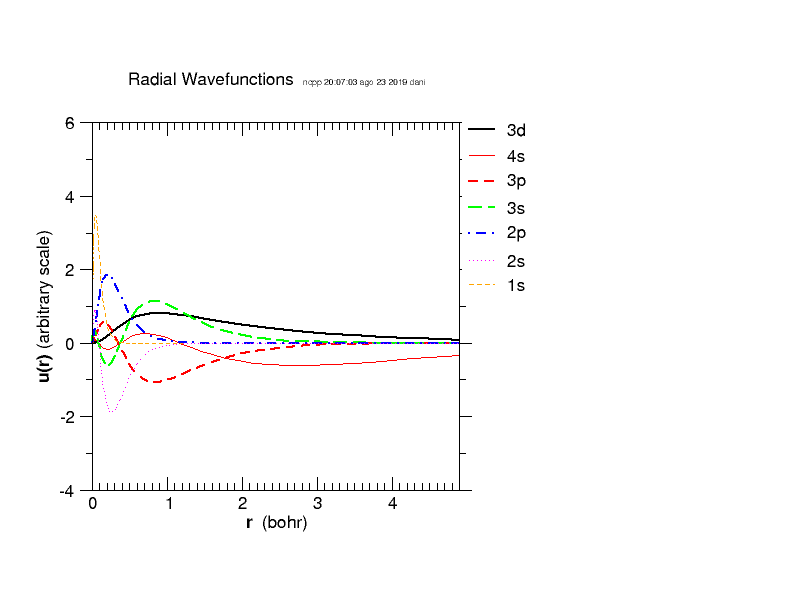 Radial Wavefunctions ncpp 20:07:03 ago 23 2019 dani
6
4
2
0
-2
-4
u(r) (arbitrary scale)
0 1 2 3 4
r (bohr)
3d
4s
3p
3s
2p
2s
1s